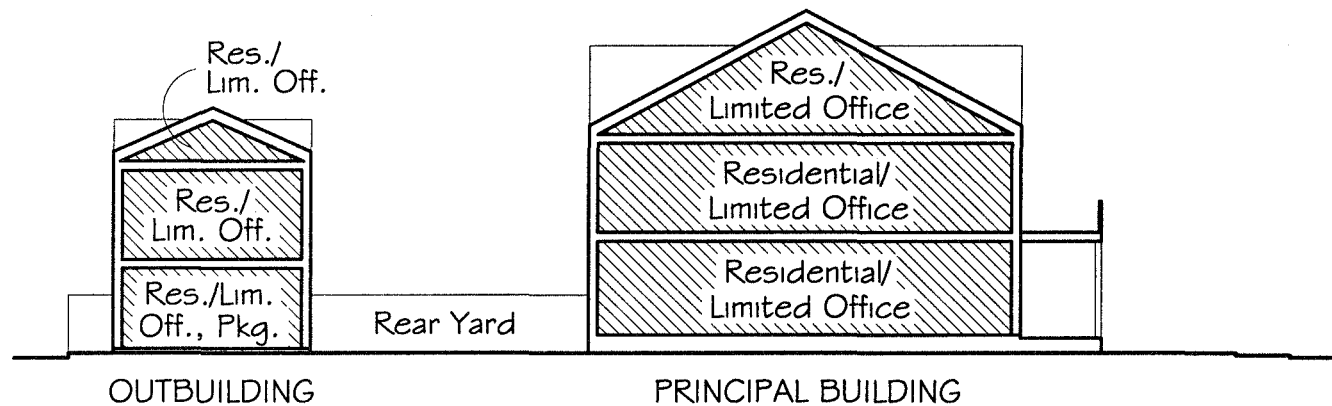 Res./
Lim. Off.
Res./
Lim. Off.
Res./Lim.
Off., Pkg.
Rear Yard
Res./
Limited Office
Residential/
Limited Office
Residential/
Limited Office
OUTBUILDING
PRINCIPAL BUILDING